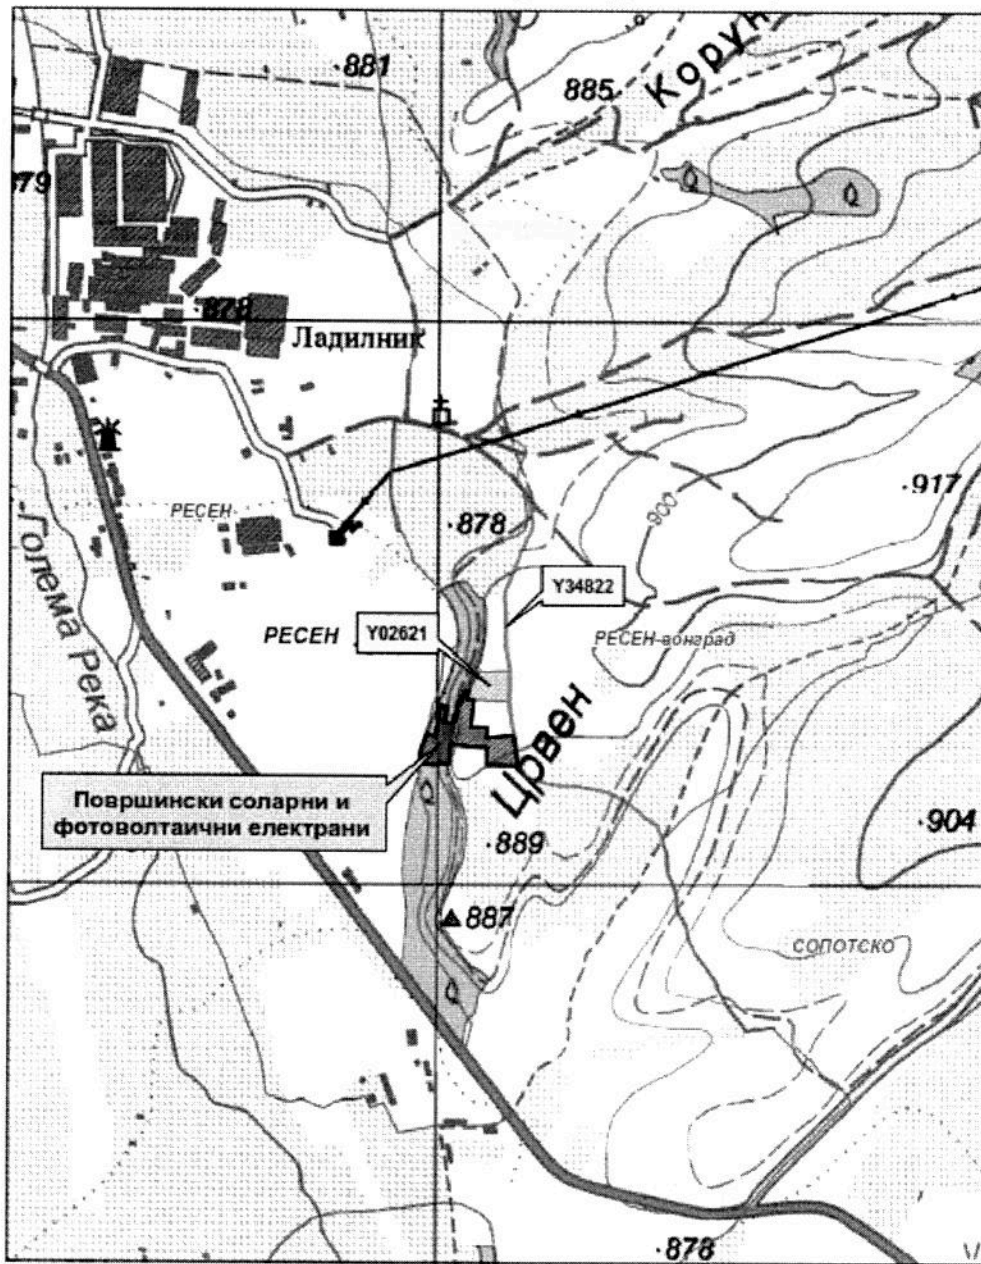 Корун
·881
885
879
·878
Ладилник
·917
РЕСЕН
·878
900
Y34822
Голема Река
РЕСЕН
Y02621
РЕСЕН-вонград
Црвен
Површински соларни и
фотоволтаични електрани
·904
·889
887
СОПОТСКО
·878